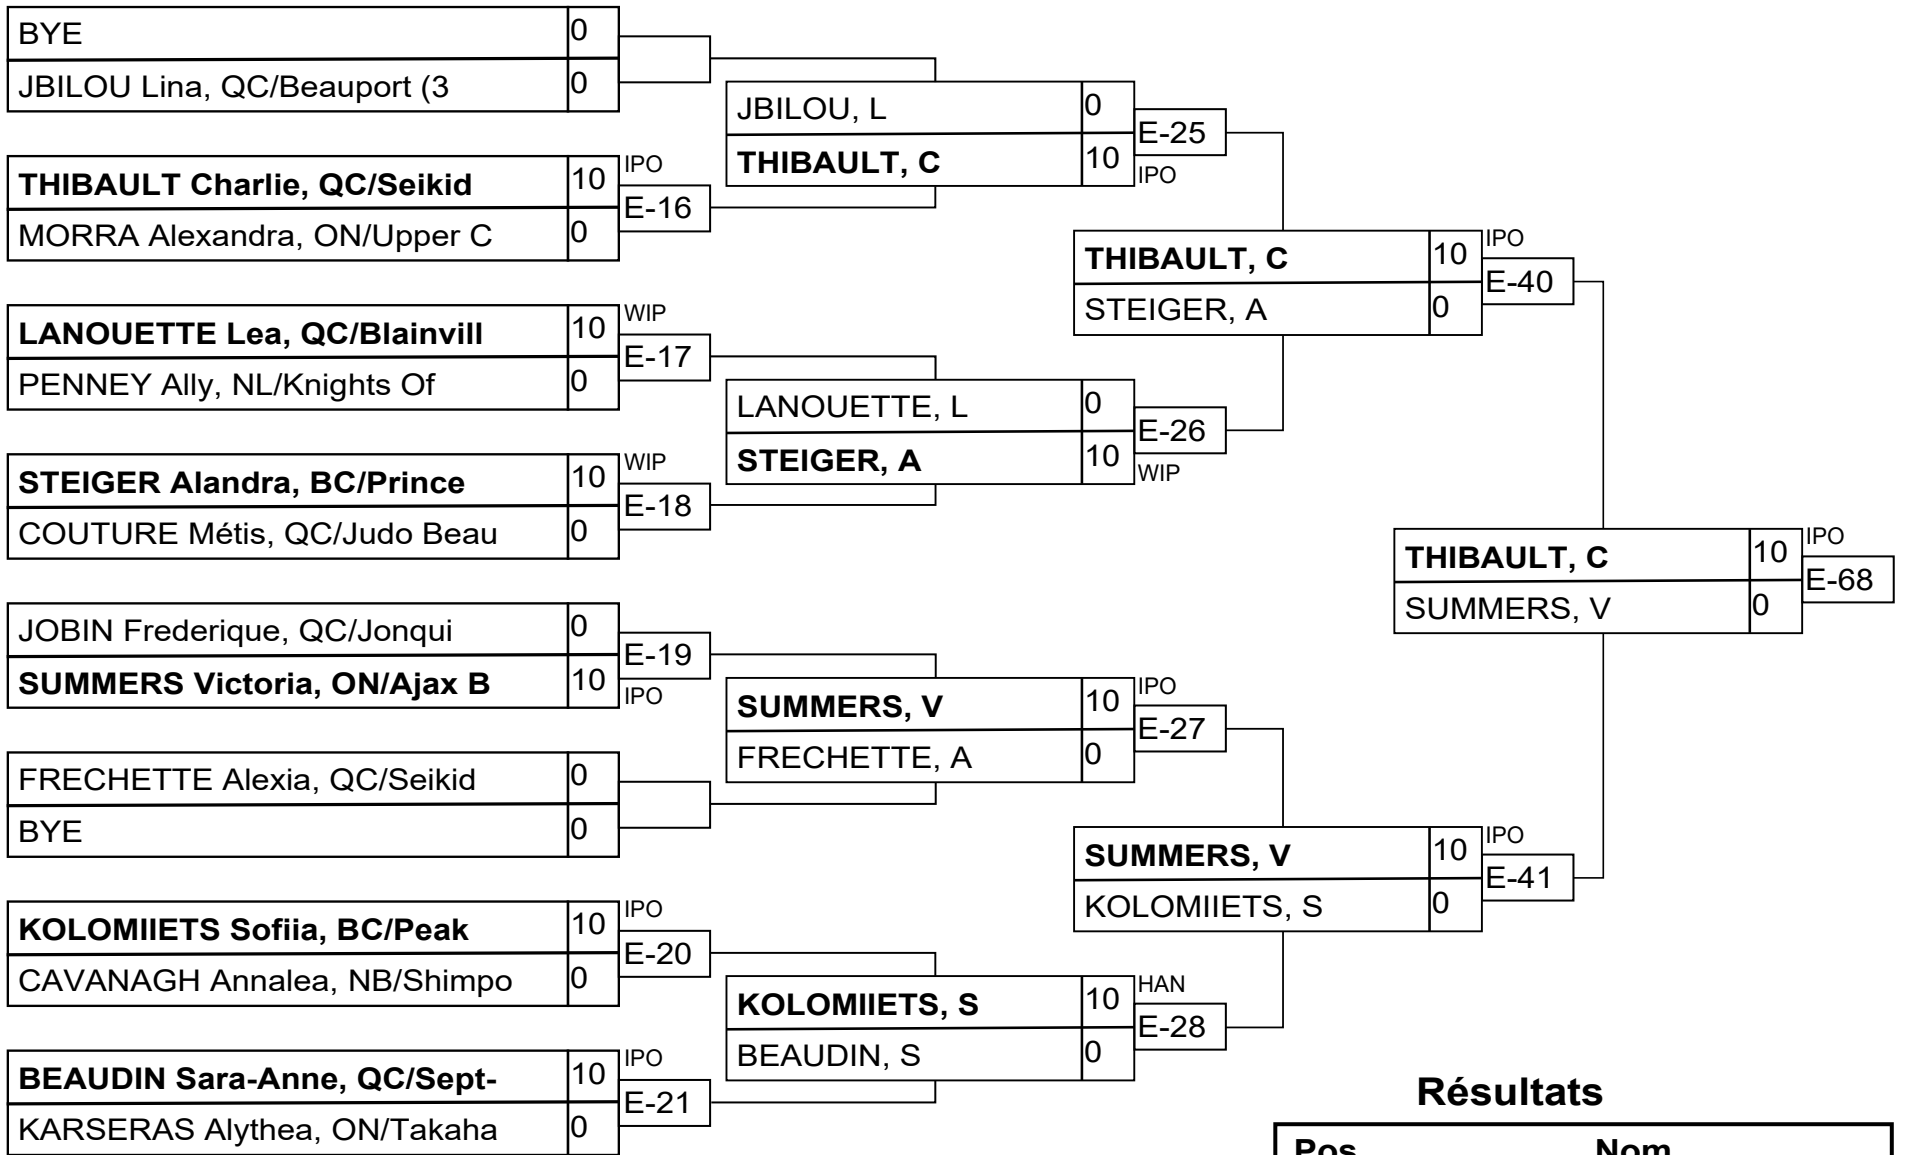 BYE 0
JBILOU Lina, QC/Beauport (3 0
THIBAULT Charlie, QC/Seikid 10 IPO
E-16
MORRA Alexandra, ON/Upper C 0
LANOUETTE Lea, QC/Blainvill 10 WIP
E-17
PENNEY Ally, NL/Knights Of 0
STEIGER Alandra, BC/Prince 10 WIP
E-18
COUTURE Métis, QC/Judo Beau 0
JOBIN Frederique, QC/Jonqui 0
E-19
SUMMERS Victoria, ON/Ajax B 10 IPO
FRECHETTE Alexia, QC/Seikid 0
BYE 0
KOLOMIIETS Sofiia, BC/Peak 10 IPO
E-20
CAVANAGH Annalea, NB/Shimpo 0
BEAUDIN Sara-Anne, QC/Sept- 10 IPO
E-21
KARSERAS Alythea, ON/Takaha 0
JBILOU, L 0
E-25
THIBAULT, C 10 IPO
LANOUETTE, L 0
E-26
STEIGER, A 10 WIP
SUMMERS, V 10 IPO
E-27
FRECHETTE, A 0
KOLOMIIETS, S 10 HAN
E-28
BEAUDIN, S 0
THIBAULT, C 10 IPO
E-40
STEIGER, A 0
SUMMERS, V 10 IPO
E-41
KOLOMIIETS, S 0
THIBAULT, C 10 IPO
E-68
SUMMERS, V 0
Résultats
Pos Nom